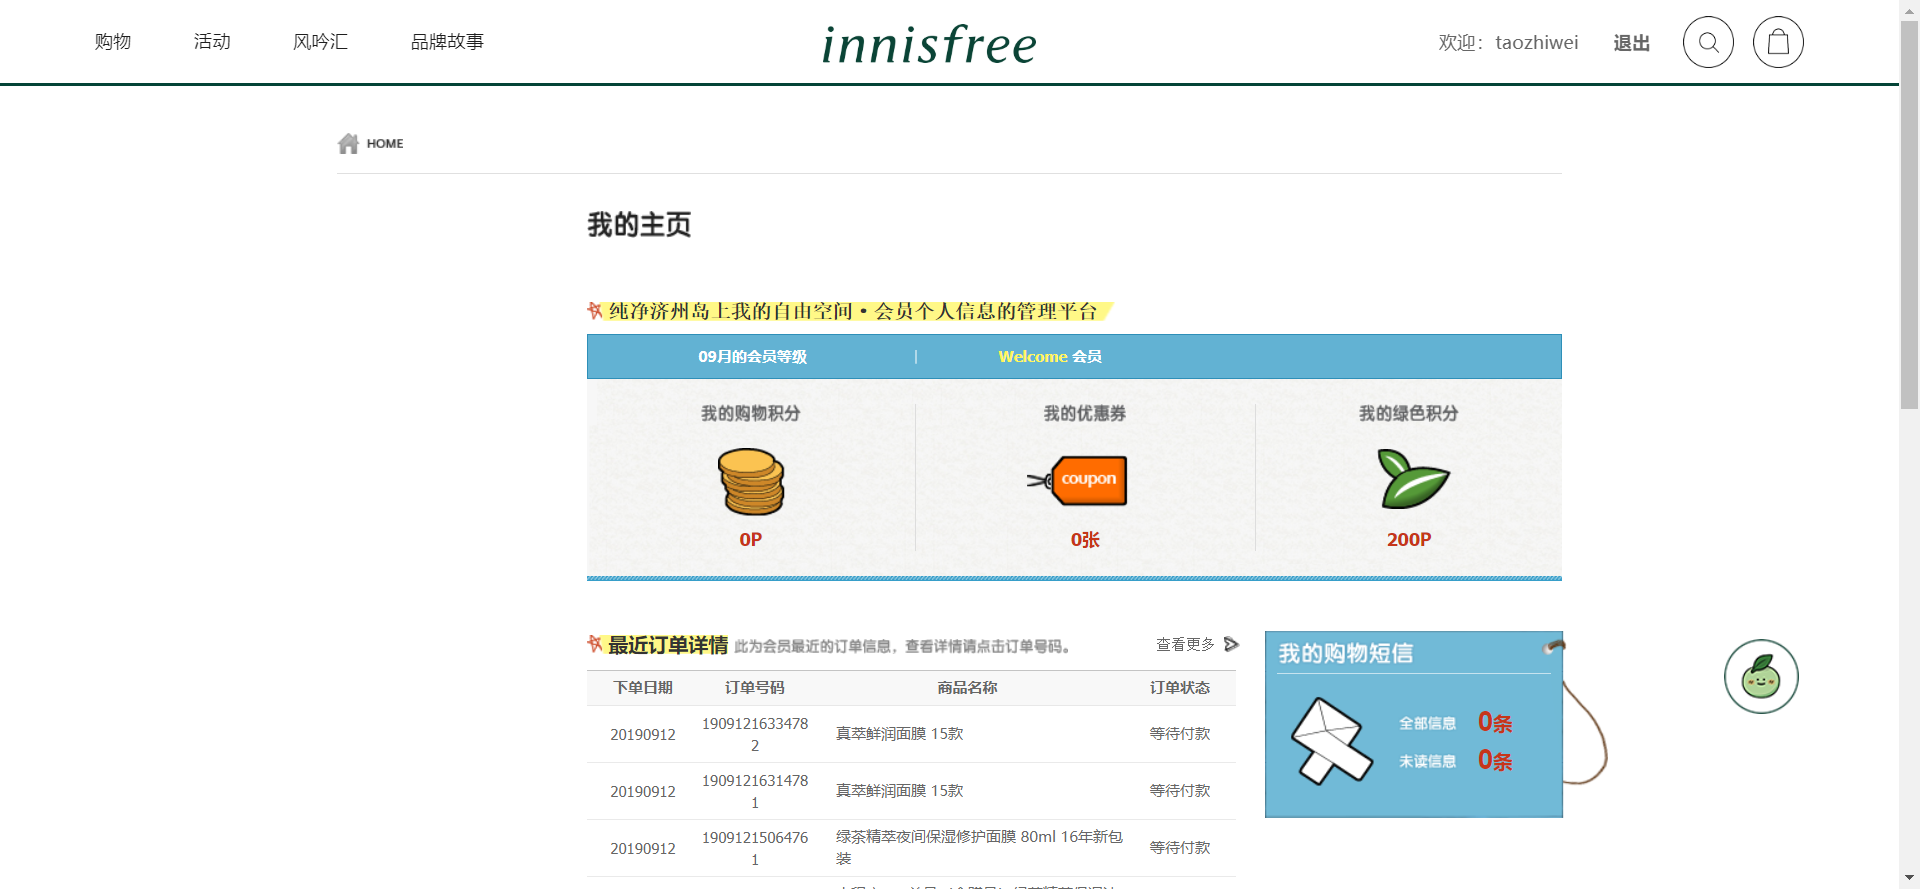 购物 活动 风吟汇 品牌故事 innisfree 欢迎：taozhiwei 退出
HOME
我的主页
纯净济州岛上我的自由空间·会员个人信息的管理平台
09月的会员等级 | Welcome 会员
我的购物积分 我的优惠券 我的绿色积分
coupon
0P 0张 200P
最近订单详情 此为会员最近的订单信息，查看详情请点击订单号码。 查看更多
下单日期 订单号码 商品名称 订单状态
20190912 19091216334782 真萃鲜润面膜 15款 等待付款
20190912 19091216314781 真萃鲜润面膜 15款 等待付款
20190912 19091215064761 绿茶精萃夜间保湿修护面膜 80ml 16年新包装 等待付款
我的购物短信
全部信息 0条
未读信息 0条